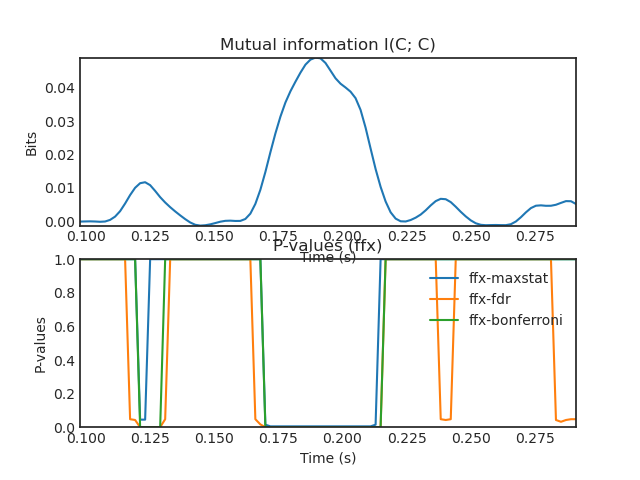 Mutual information I(C; C)
Bits
0.04
0.03
0.02
0.01
0.00
0.100 0.125 0.150 0.175 0.200 0.225 0.250 0.275
Time (s)
P-values (ffx)
P-values
1.0
0.8
0.6
0.4
0.2
0.0
ffx-maxstat
ffx-fdr
ffx-bonferroni
0.100 0.125 0.150 0.175 0.200 0.225 0.250 0.275
Time (s)